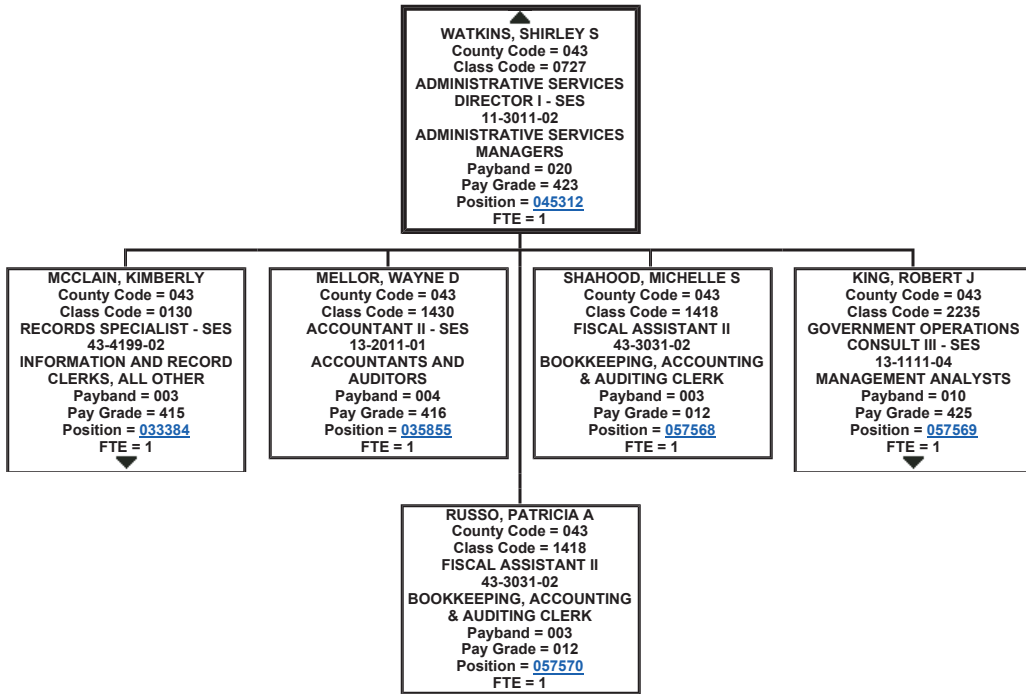 WATKINS, SHIRLEY S
County Code = 043
Class Code = 0727
ADMINISTRATIVE SERVICES
DIRECTOR I - SES
11-3011-02
ADMINISTRATIVE SERVICES
MANAGERS
Payband = 020
Pay Grade = 423
Position = 045312
FTE = 1
MCCLAIN, KIMBERLY
County Code = 043
Class Code = 0130
RECORDS SPECIALIST - SES
43-4199-02
INFORMATION AND RECORD
CLERKS, ALL OTHER
Payband = 003
Pay Grade = 415
Position = 033384
FTE = 1
MELLOR, WAYNE D
County Code = 043
Class Code = 1430
ACCOUNTANT II - SES
13-2011-01
ACCOUNTANTS AND
AUDITORS
Payband = 004
Pay Grade = 416
Position = 035855
FTE = 1
SHAHOOD, MICHELLE S
County Code = 043
Class Code = 1418
FISCAL ASSISTANT II
43-3031-02
BOOKKEEPING, ACCOUNTING
& AUDITING CLERK
Payband = 003
Pay Grade = 012
Position = 057568
FTE = 1
KING, ROBERT J
County Code = 043
Class Code = 2235
GOVERNMENT OPERATIONS
CONSULT III - SES
13-1111-04
MANAGEMENT ANALYSTS
Payband = 010
Pay Grade = 425
Position = 057569
FTE = 1
RUSSO, PATRICIA A
County Code = 043
Class Code = 1418
FISCAL ASSISTANT II
43-3031-02
BOOKKEEPING, ACCOUNTING
& AUDITING CLERK
Payband = 003
Pay Grade = 012
Position = 057570
FTE = 1